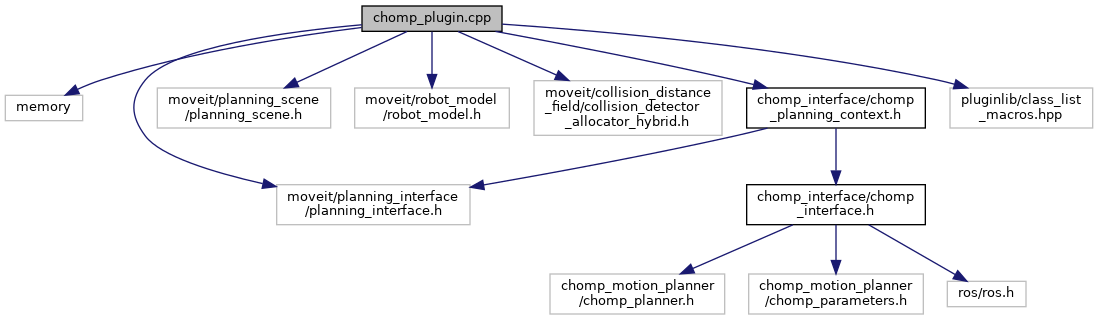 chomp_plugin.cpp
memory
moveit/planning_scene
/planning_scene.h
moveit/robot_model
/robot_model.h
moveit/collision_distance
_field/collision_detector
_allocator_hybrid.h
chomp_interface/chomp
_planning_context.h
pluginlib/class_list
_macros.hpp
moveit/planning_interface
/planning_interface.h
chomp_interface/chomp
_interface.h
chomp_motion_planner
/chomp_planner.h
chomp_motion_planner
/chomp_parameters.h
ros/ros.h